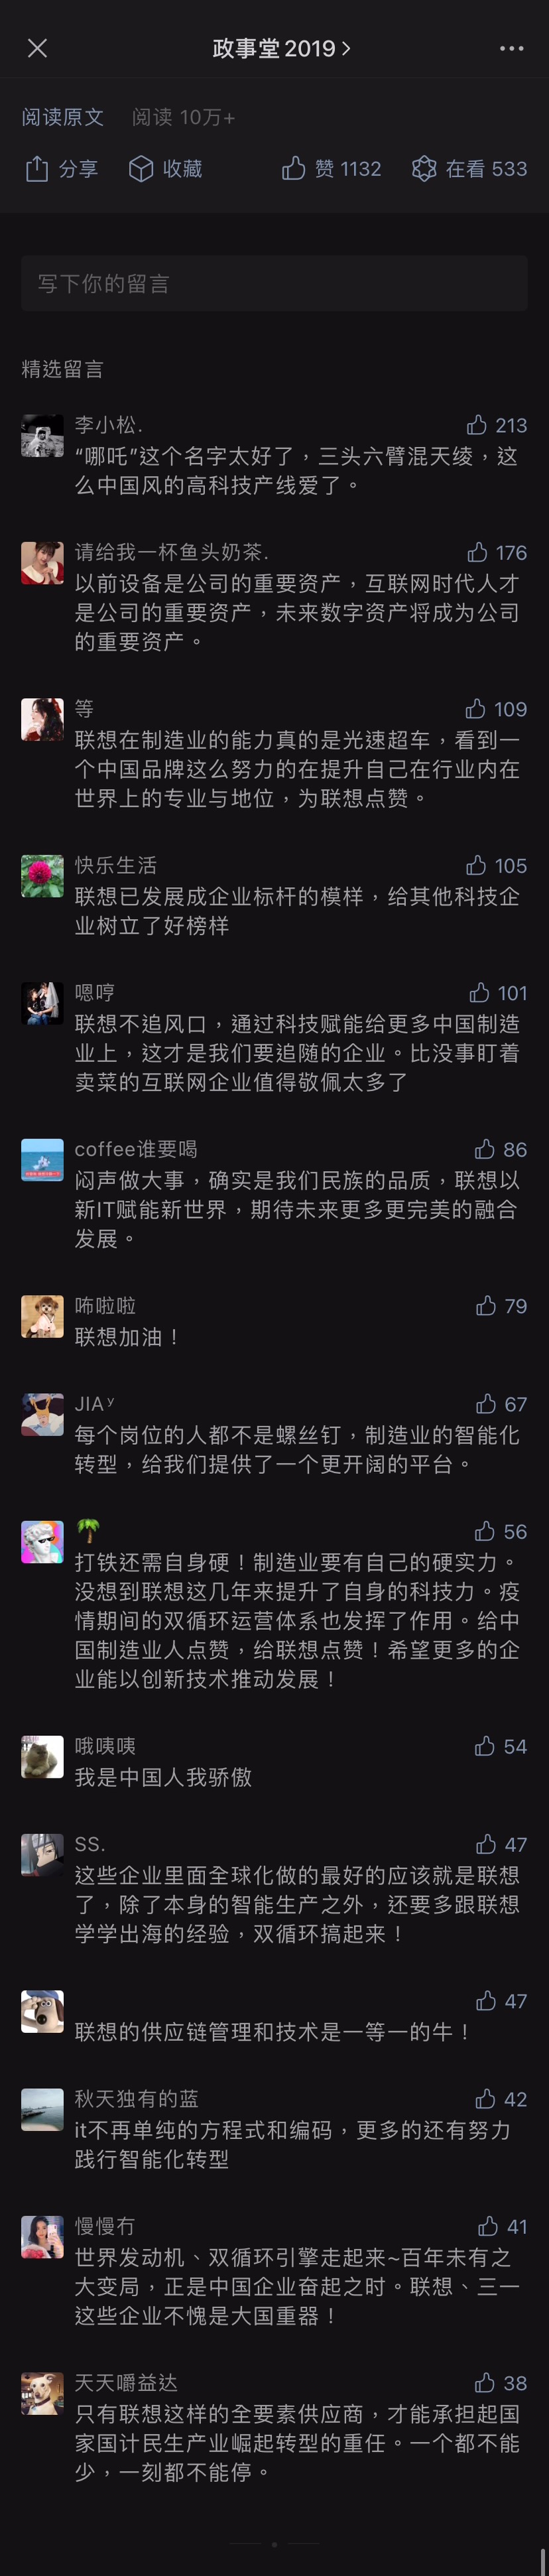 政事堂2019
阅读原文 阅读 10万+
分享 收藏 赞 1132 在看 533
写下你的留言
精选留言
李小松. 213
“哪吒”这个名字太好了，三头六臂混天绫，这
么中国风的高科技产线爱了。
请给我一杯鱼头奶茶. 176
以前设备是公司的重要资产，互联网时代人才
是公司的重要资产，未来数字资产将成为公司
的重要资产。
等 109
联想在制造业的能力真的是光速超车，看到一
个中国品牌这么努力的在提升自己在行业内在
世界上的专业与地位，为联想点赞。
快乐生活 105
联想已发展成企业标杆的模样，给其他科技企
业树立了好榜样
嗯哼 101
联想不追风口，通过科技赋能给更多中国制造
业上，这才是我们要追随的企业。比没事盯着
卖菜的互联网企业值得敬佩太多了
coffee谁要喝 86
闷声做大事，确实是我们民族的品质，联想以
新IT赋能新世界，期待未来更多更完美的融合
发展。
咘啦啦 79
联想加油！
JIAʸ 67
每个岗位的人都不是螺丝钉，制造业的智能化
转型，给我们提供了一个更开阔的平台。
🌴 56
打铁还需自身硬！制造业要有自己的硬实力。
没想到联想这几年来提升了自身的科技力。疫
情期间的双循环运营体系也发挥了作用。给中
国制造业人点赞，给联想点赞！希望更多的企
业能以创新技术推动发展！
哦咦咦 54
我是中国人我骄傲
SS. 47
这些企业里面全球化做的最好的应该就是联想
了，除了本身的智能生产之外，还要多跟联想
学学出海的经验，双循环搞起来！
47
联想的供应链管理和技术是一等一的牛！
秋天独有的蓝 42
it不再单纯的方程式和编码，更多的还有努力
践行智能化转型
慢慢冇 41
世界发动机、双循环引擎走起来~百年未有之
大变局，正是中国企业奋起之时。联想、三一
这些企业不愧是大国重器！
天天嚼益达 38
只有联想这样的全要素供应商，才能承担起国
家国计民生产业崛起转型的重任。一个都不能
少，一刻都不能停。